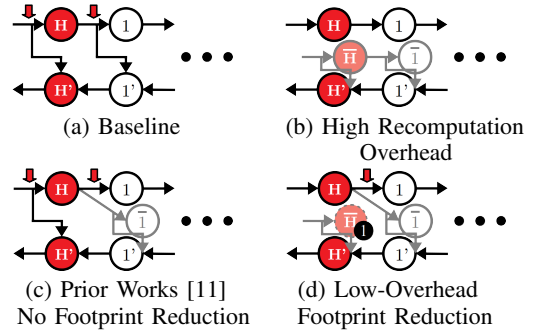 H 1
H' 1'
(a) Baseline
H̅ 1̅
H' 1'
(b) High Recomputation
Overhead
H 1
1̅
H' 1'
(c) Prior Works [11]
No Footprint Reduction
H 1
H̅ 1 1̅
H' 1'
(d) Low-Overhead
Footprint Reduction